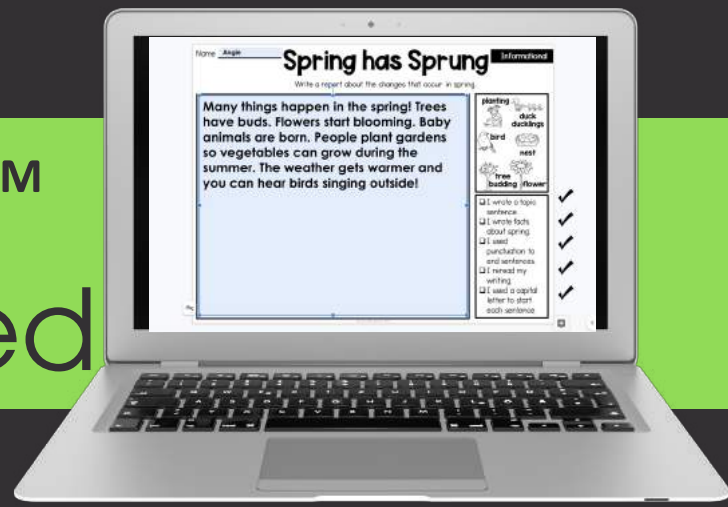 TM
ed
Name Angie
Spring has Sprung
Informational
Write a report about the changes that occur in spring.
Many things happen in the spring! Trees
have buds. Flowers start blooming. Baby
animals are born. People plant gardens
so vegetables can grow during the
summer. The weather gets warmer and
you can hear birds singing outside!
planting
duck
ducklings
bird
nest
tree
budding
flower
I wrote a topic
sentence
I wrote facts
about spring
I used
punctuation to
end sentences
I reread my
writing
I used a capital
letter to start
each sentence